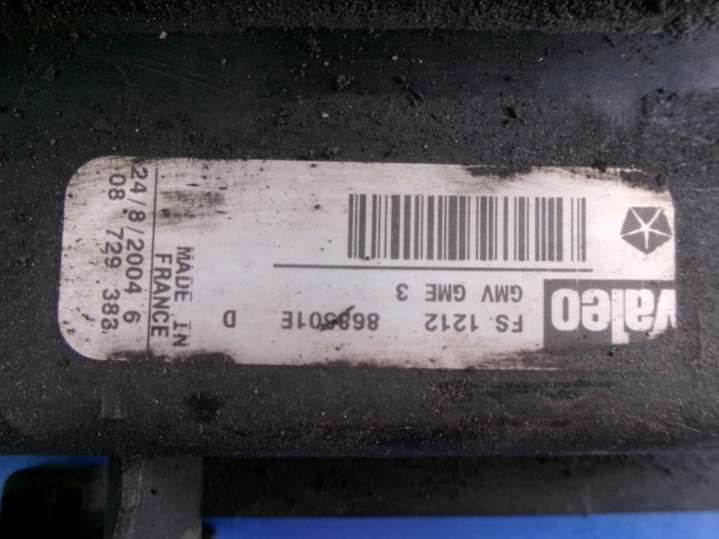 valeo
FS 1212
868501E
D
GMV GME 3
MADE IN
FRANCE
24/8/2004 6
08 729 383